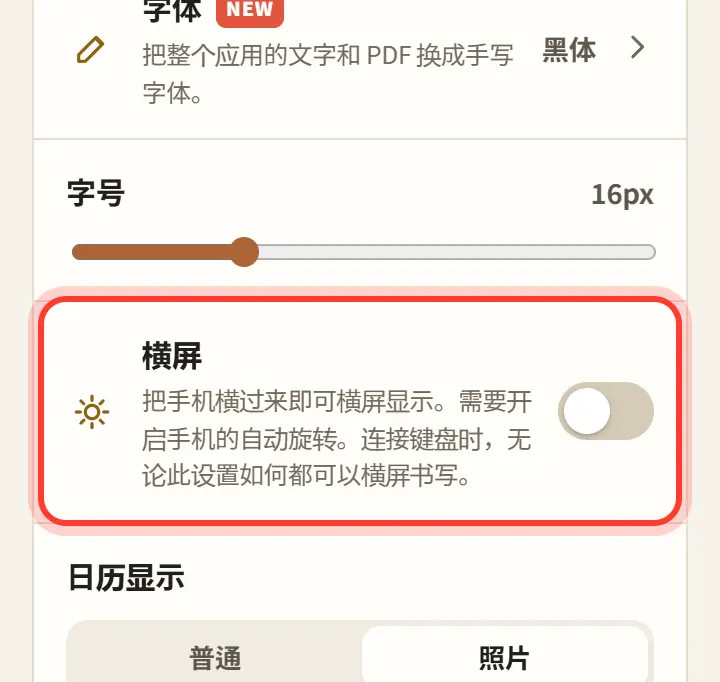 字体 NEW
把整个应用的文字和 PDF 换成手写
字体。
黑体
字号
16px
横屏
把手机横过来即可横屏显示。需要开
启手机的自动旋转。连接键盘时，无
论此设置如何都可以横屏书写。
日历显示
普通
照片